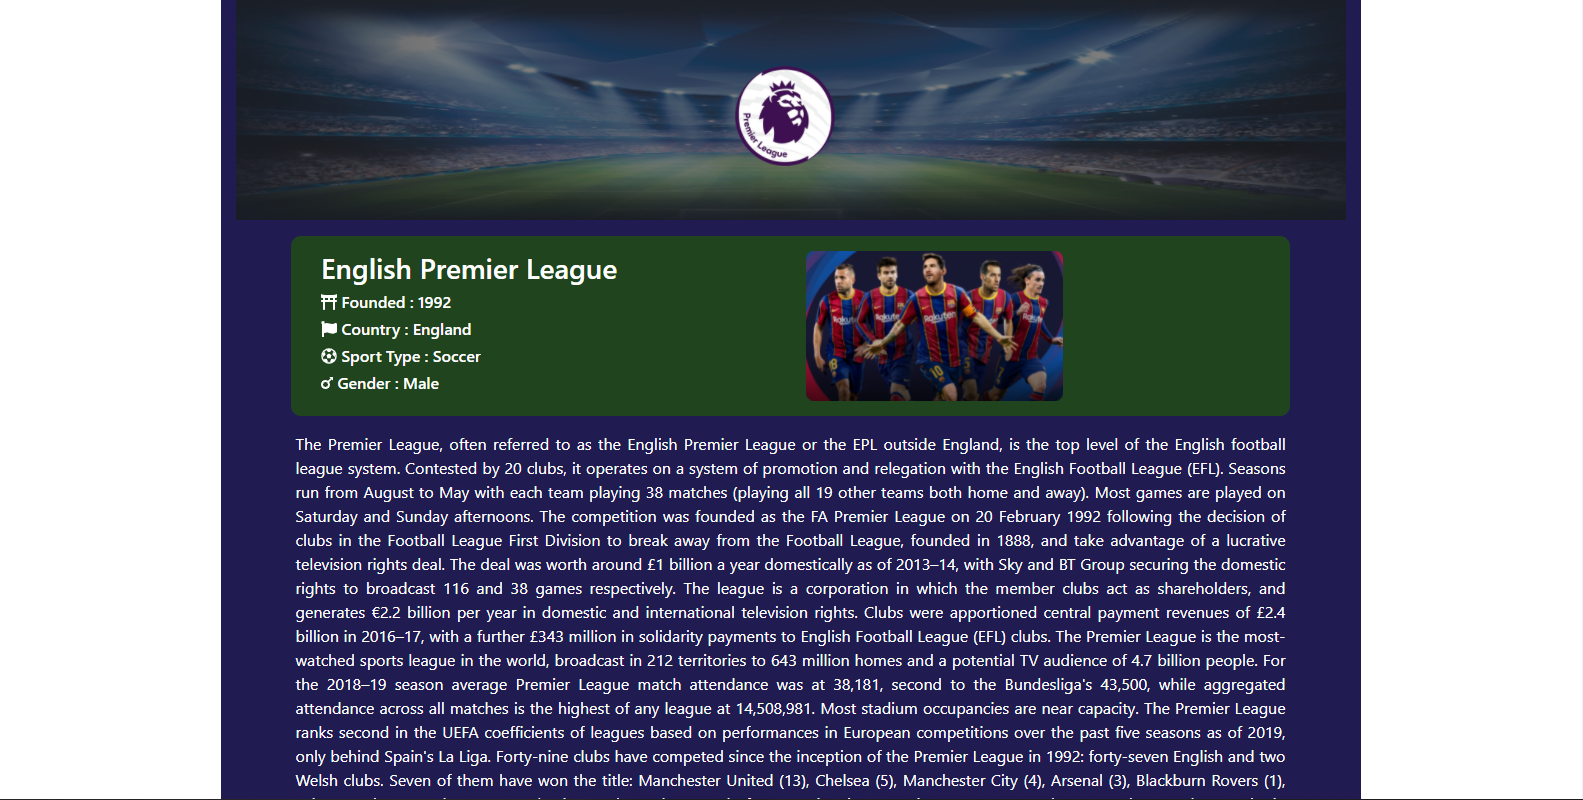 Premier League
English Premier League
Founded : 1992
Country : England
Sport Type : Soccer
Gender : Male
Rakuten
10
The Premier League, often referred to as the English Premier League or the EPL outside England, is the top level of the English football
league system. Contested by 20 clubs, it operates on a system of promotion and relegation with the English Football League (EFL). Seasons
run from August to May with each team playing 38 matches (playing all 19 other teams both home and away). Most games are played on
Saturday and Sunday afternoons. The competition was founded as the FA Premier League on 20 February 1992 following the decision of
clubs in the Football League First Division to break away from the Football League, founded in 1888, and take advantage of a lucrative
television rights deal. The deal was worth around £1 billion a year domestically as of 2013–14, with Sky and BT Group securing the domestic
rights to broadcast 116 and 38 games respectively. The league is a corporation in which the member clubs act as shareholders, and
generates €2.2 billion per year in domestic and international television rights. Clubs were apportioned central payment revenues of £2.4
billion in 2016–17, with a further £343 million in solidarity payments to English Football League (EFL) clubs. The Premier League is the most-
watched sports league in the world, broadcast in 212 territories to 643 million homes and a potential TV audience of 4.7 billion people. For
the 2018–19 season average Premier League match attendance was at 38,181, second to the Bundesliga's 43,500, while aggregated
attendance across all matches is the highest of any league at 14,508,981. Most stadium occupancies are near capacity. The Premier League
ranks second in the UEFA coefficients of leagues based on performances in European competitions over the past five seasons as of 2019,
only behind Spain's La Liga. Forty-nine clubs have competed since the inception of the Premier League in 1992: forty-seven English and two
Welsh clubs. Seven of them have won the title: Manchester United (13), Chelsea (5), Manchester City (4), Arsenal (3), Blackburn Rovers (1),